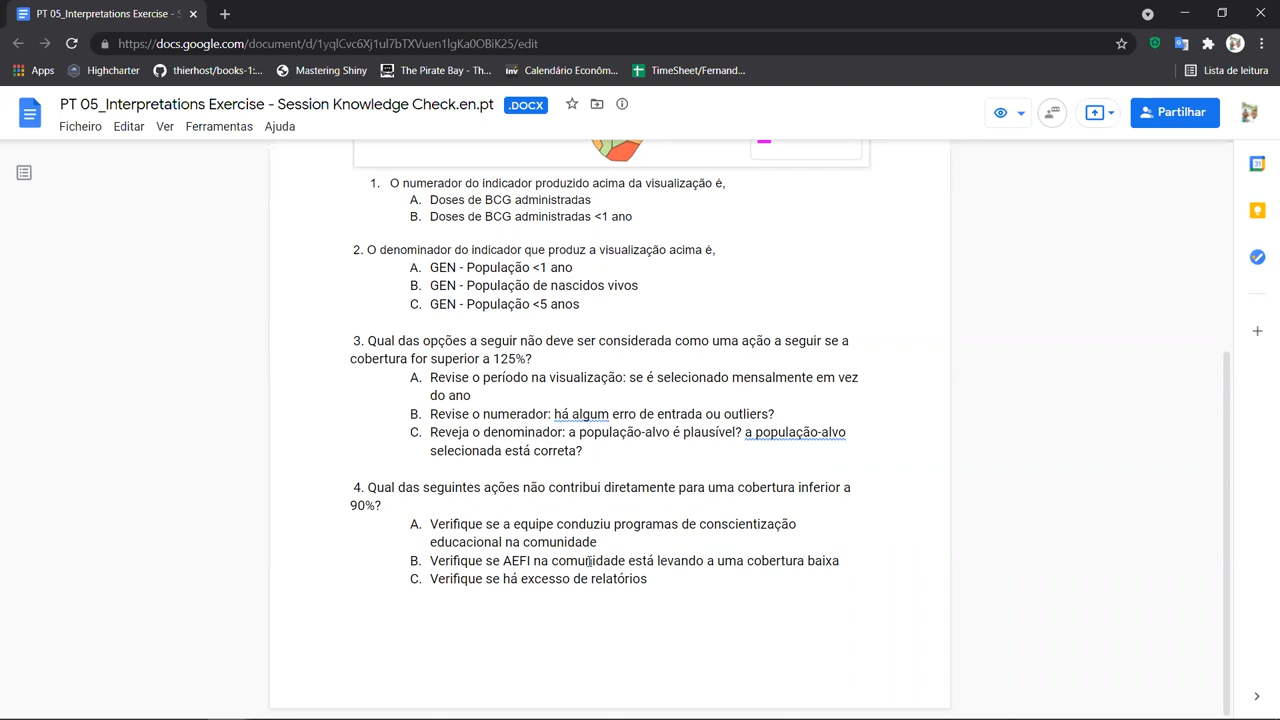 PT 05_Interpretations Exercise - S
https://docs.google.com/document/d/1yqlCvc6Xj1ul7bTXVuen1lgKa0OBiK25/edit
Apps
Highcharter
thierhost/books-1:...
Mastering Shiny
The Pirate Bay - Th...
inv Calendário Econôm...
TimeSheet/Fernand...
Lista de leitura
PT 05_Interpretations Exercise - Session Knowledge Check.en.pt .DOCX
Partilhar
Ficheiro Editar Ver Ferramentas Ajuda
31
1. O numerador do indicador produzido acima da visualização é,
A. Doses de BCG administradas
B. Doses de BCG administradas <1 ano
2. O denominador do indicador que produz a visualização acima é,
A. GEN - População <1 ano
B. GEN - População de nascidos vivos
C. GEN - População <5 anos
3. Qual das opções a seguir não deve ser considerada como uma ação a seguir se a
cobertura for superior a 125%?
A. Revise o período na visualização: se é selecionado mensalmente em vez
do ano
B. Revise o numerador: há algum erro de entrada ou outliers?
C. Reveja o denominador: a população-alvo é plausível? a população-alvo
selecionada está correta?
4. Qual das seguintes ações não contribui diretamente para uma cobertura inferior a
90%?
A. Verifique se a equipe conduziu programas de conscientização
educacional na comunidade
B. Verifique se AEFI na comunidade está levando a uma cobertura baixa
C. Verifique se há excesso de relatórios